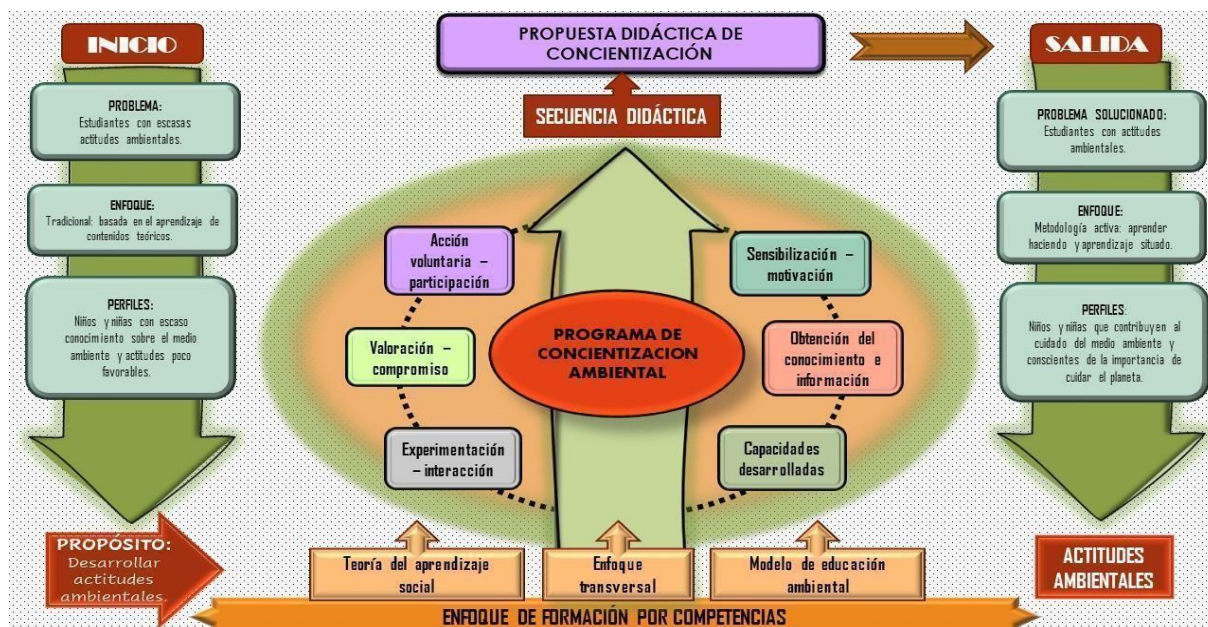 INICIO
PROBLEMA:
Estudiantes con escasas
actitudes ambientales.
ENFOQUE:
Tradicional: basada en el aprendizaje de
contenidos teóricos.
PERFILES:
Niños y niñas con escaso
conocimiento sobre el medio
ambiente y actitudes poco
favorables.
PROPÓSITO:
Desarrollar
actitudes
ambientales.
PROPUESTA DIDÁCTICA DE
CONCIENTIZACIÓN
SECUENCIA DIDÁCTICA
Acción
voluntaria –
participación
Sensibilización –
motivación
Valoración –
compromiso
PROGRAMA DE
CONCIENTIZACION
AMBIENTAL
Obtención del
conocimiento e
información
Experimentación
– interacción
Capacidades
desarrolladas
Teoría del aprendizaje
social
Enfoque
transversal
Modelo de educación
ambiental
ENFOQUE DE FORMACIÓN POR COMPETENCIAS
SALIDA
PROBLEMA SOLUCIONADO:
Estudiantes con actitudes
ambientales.
ENFOQUE:
Metodología activa: aprender
haciendo y aprendizaje situado.
PERFILES:
Niños y niñas que contribuyen al
cuidado del medio ambiente y
conscientes de la importancia de
cuidar el planeta.
ACTITUDES
AMBIENTALES